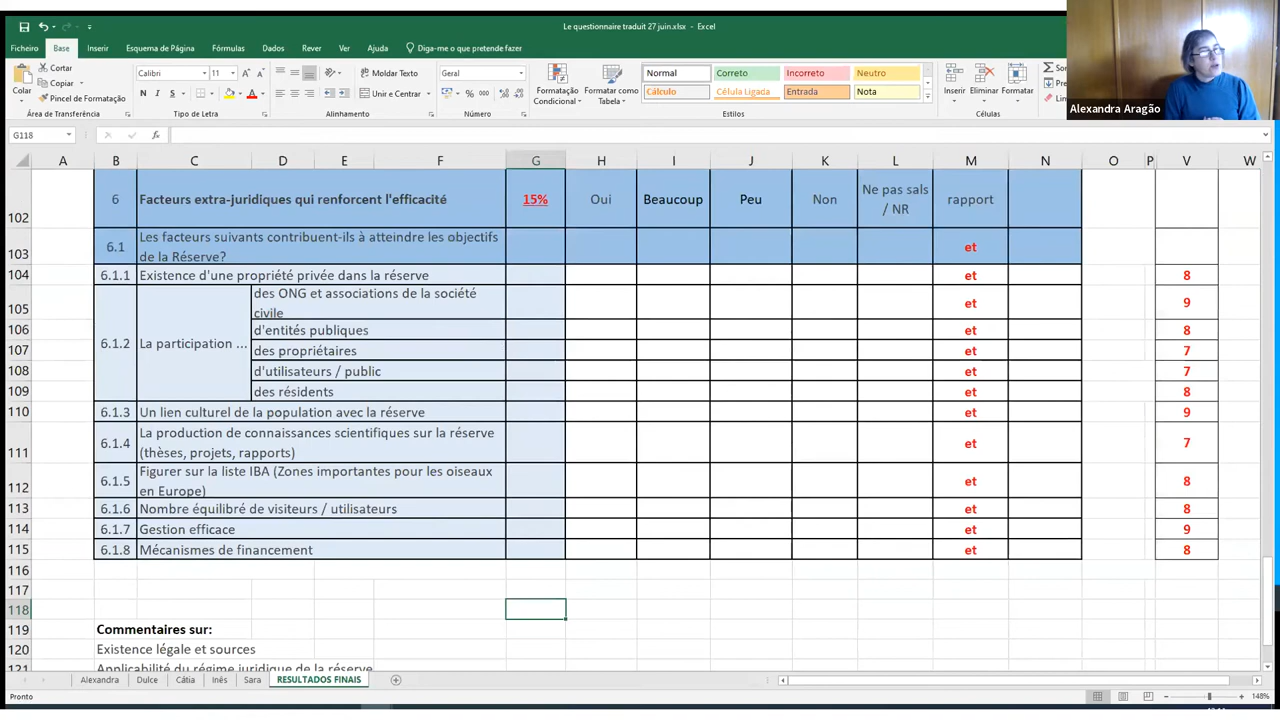 Le questionnaire traduit 27 juin.xlsx - Excel
Ficheiro Base Inserir Esquema de Página Fórmulas Dados Rever Ver Ajuda Diga-me o que pretende fazer
Colar
Cortar
Copiar
Pincel de Formatação
Área de Transferência
Calibri 11
N I S
Tipo de Letra
Moldar Texto
Unir e Centrar
Alinhamento
Geral
% 000
Número
Formatação Condicional
Formatar como Tabela
Normal Correto Incorreto Neutro
Cálculo Célula Ligada Entrada Nota
Estilos
Inserir Eliminar Formatar
Células
Alexandra Aragão
G118 fx
A B C D E F G H I J K L M N O P V W
102 6 Facteurs extra-juridiques qui renforcent l'efficacité 15% Oui Beaucoup Peu Non Ne pas sals / NR rapport
103 6.1 Les facteurs suivants contribuent-ils à atteindre les objectifs de la Réserve? et
104 6.1.1 Existence d'une propriété privée dans la réserve et 8
105 des ONG et associations de la société civile et 9
106 d'entités publiques et 8
6.1.2 La participation ...
107 des propriétaires et 7
108 d'utilisateurs / public et 7
109 des résidents et 8
110 6.1.3 Un lien culturel de la population avec la réserve et 9
111 6.1.4 La production de connaissances scientifiques sur la réserve (thèses, projets, rapports) et 7
112 6.1.5 Figurer sur la liste IBA (Zones importantes pour les oiseaux en Europe) et 8
113 6.1.6 Nombre équilibré de visiteurs / utilisateurs et 8
114 6.1.7 Gestion efficace et 9
115 6.1.8 Mécanismes de financement et 8
116
117
118
119 Commentaires sur:
120 Existence légale et sources
121 Applicabilité du régime juridique de la réserve
Alexandra Dulce Cátia Inês Sara RESULTADOS FINAIS
Pronto 148%